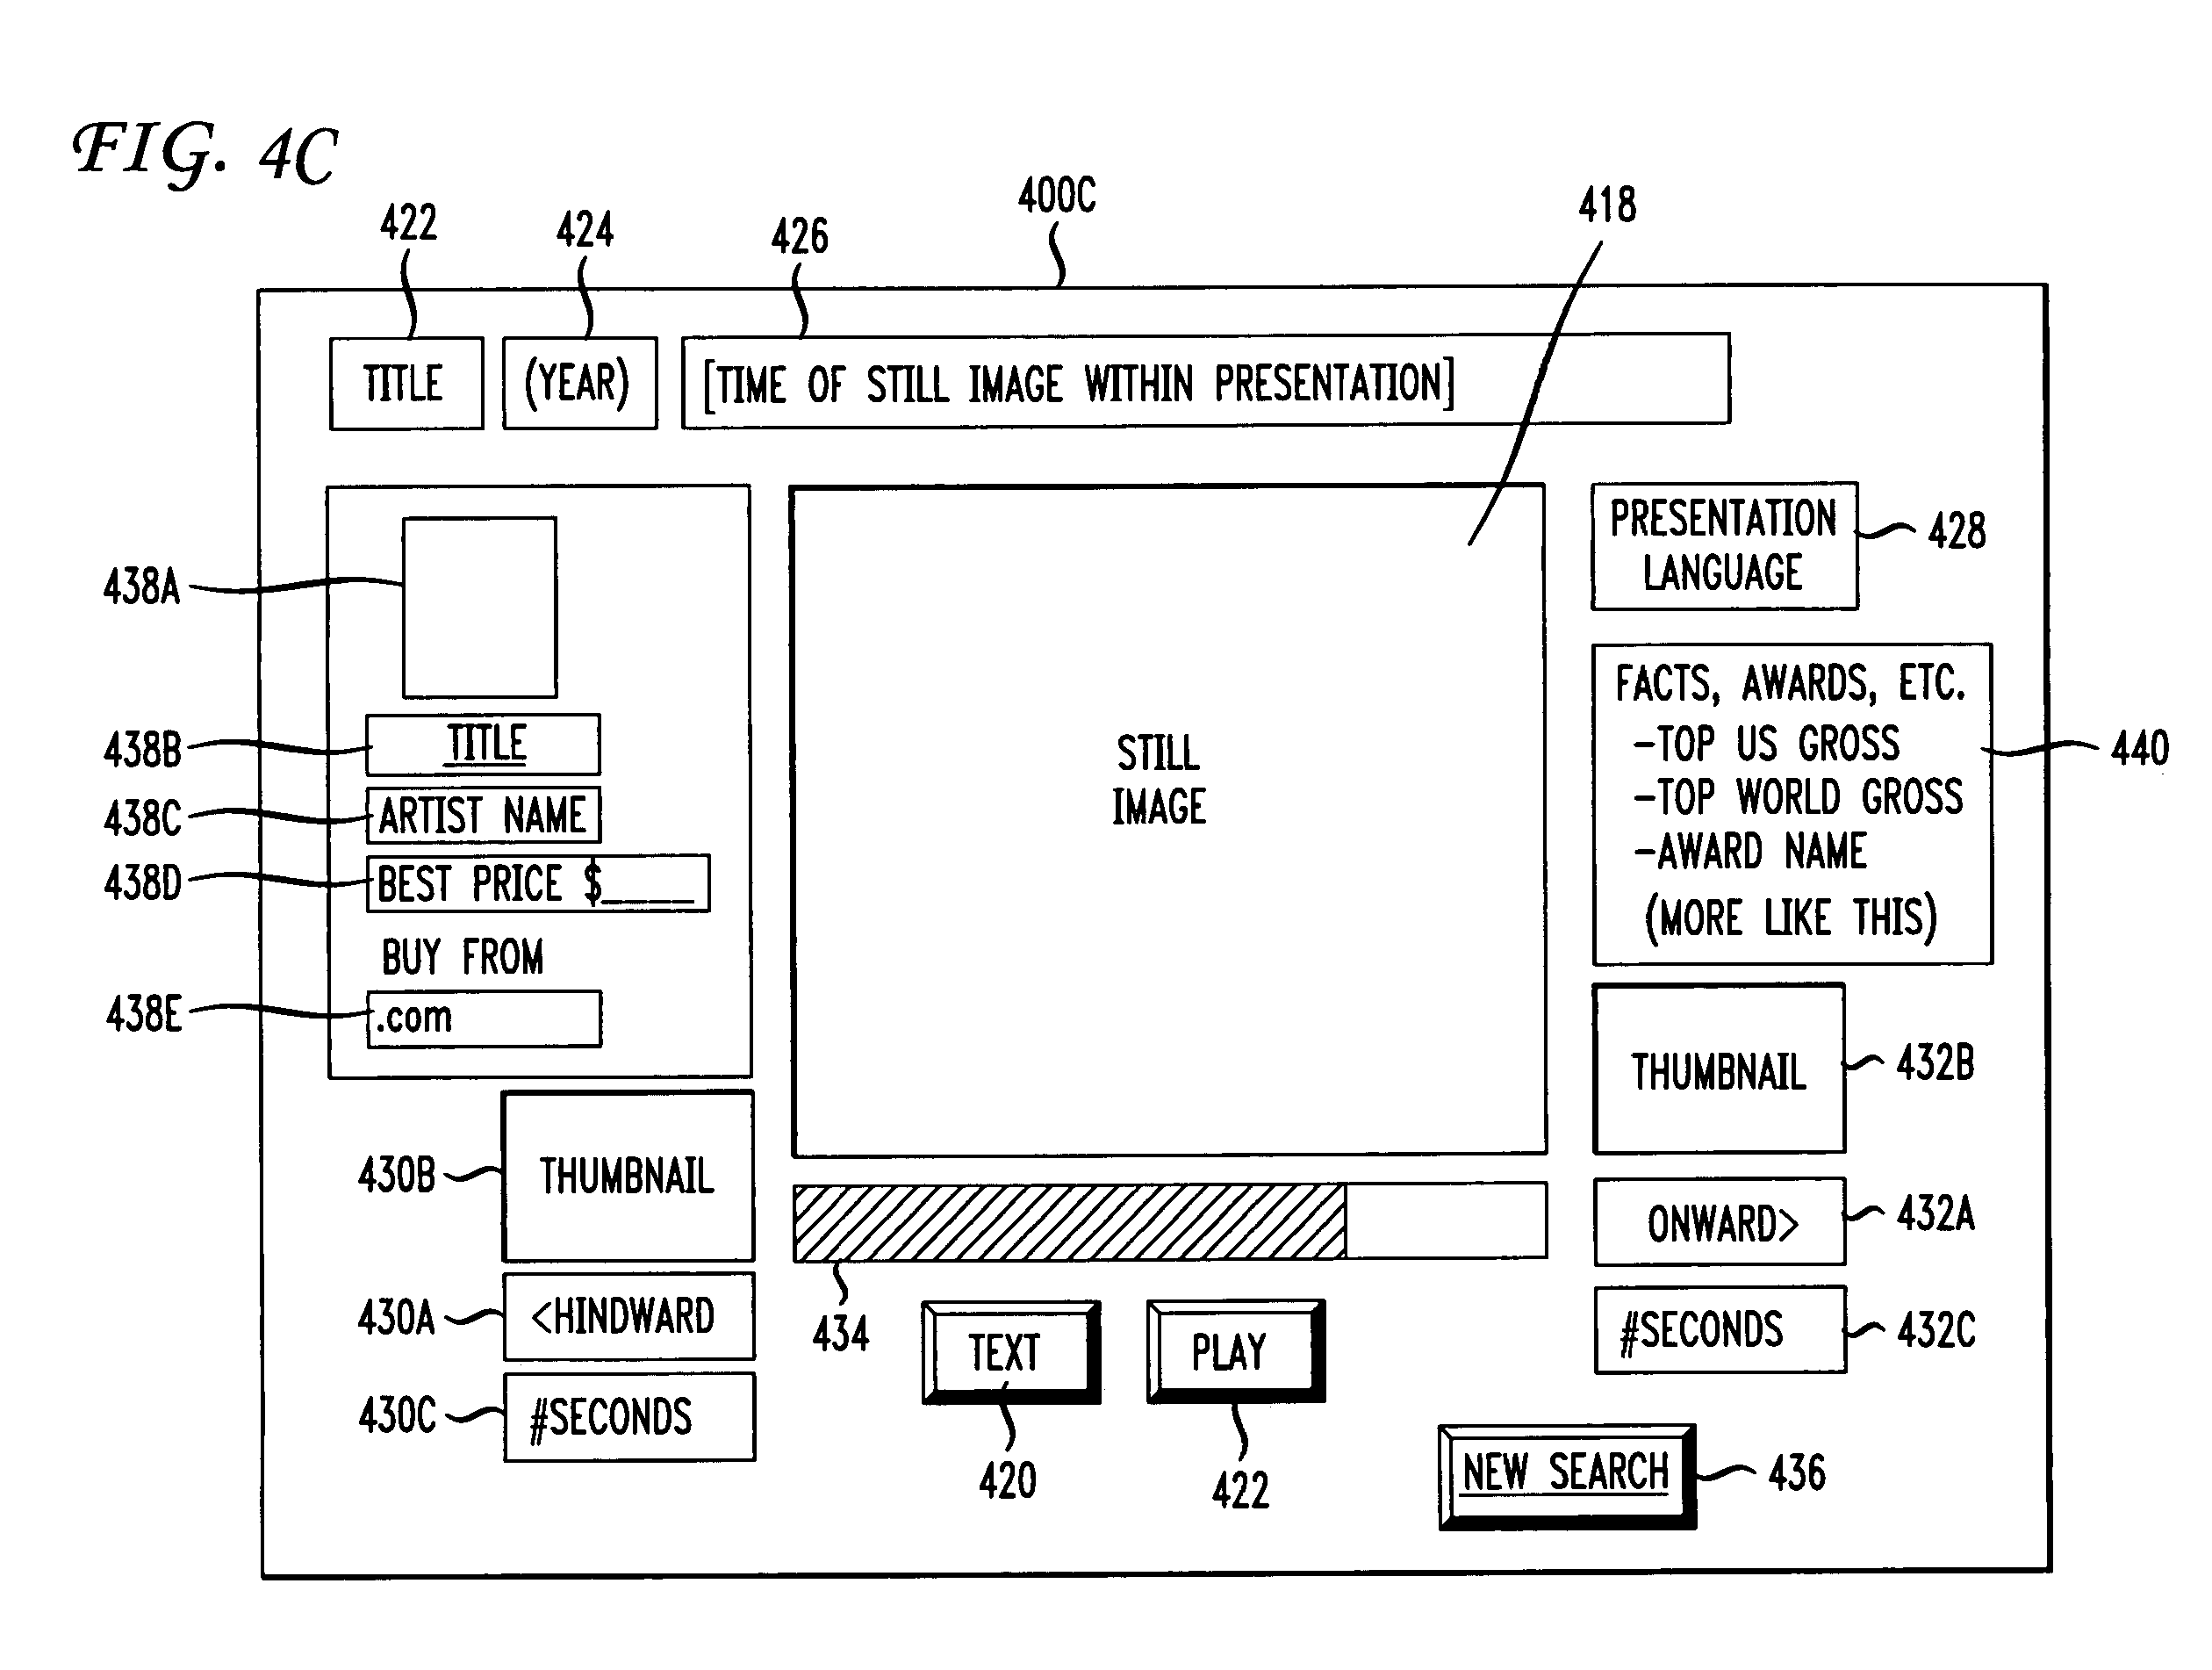 FIG. 4C
400C
418
422
424
426
TITLE
(YEAR)
[TIME OF STILL IMAGE WITHIN PRESENTATION]
438A
438B
TITLE
438C
ARTIST NAME
438D
BEST PRICE $_____
BUY FROM
438E
.com
STILL
IMAGE
PRESENTATION
LANGUAGE
428
FACTS, AWARDS, ETC.
-TOP US GROSS
-TOP WORLD GROSS
-AWARD NAME
(MORE LIKE THIS)
440
THUMBNAIL
432B
430B
THUMBNAIL
ONWARD>
432A
430A
<HINDWARD
434
#SECONDS
432C
430C
#SECONDS
TEXT
420
PLAY
422
NEW SEARCH
436